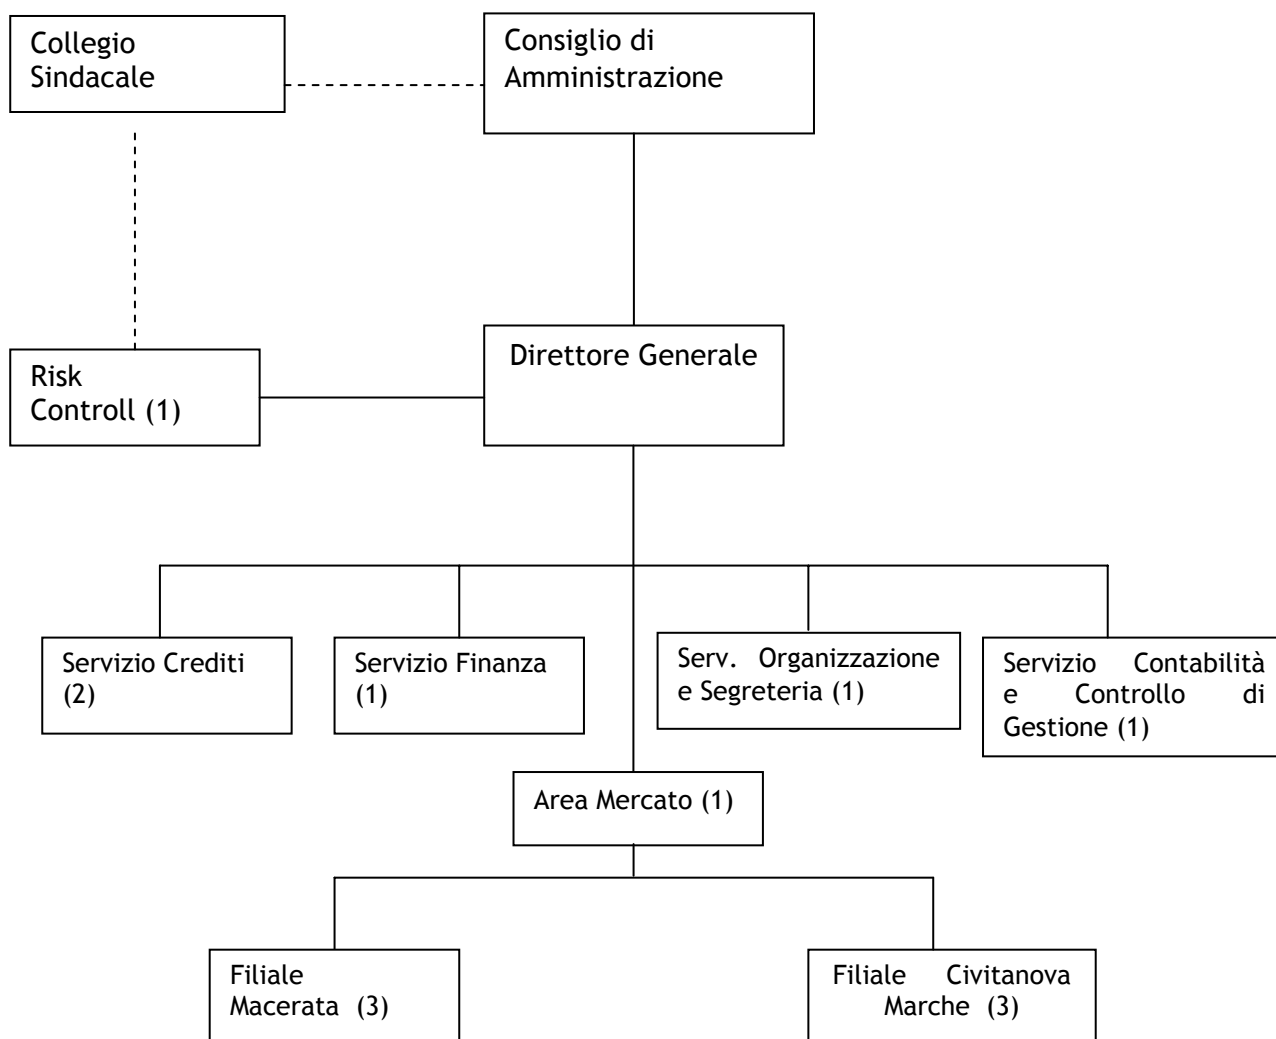 Collegio
Sindacale
Consiglio di
Amministrazione
Risk
Controll (1)
Direttore Generale
Servizio Crediti
(2)
Servizio Finanza
(1)
Serv. Organizzazione
e Segreteria (1)
Servizio Contabilità
e Controllo di
Gestione (1)
Area Mercato (1)
Filiale
Macerata (3)
Filiale Civitanova
Marche (3)